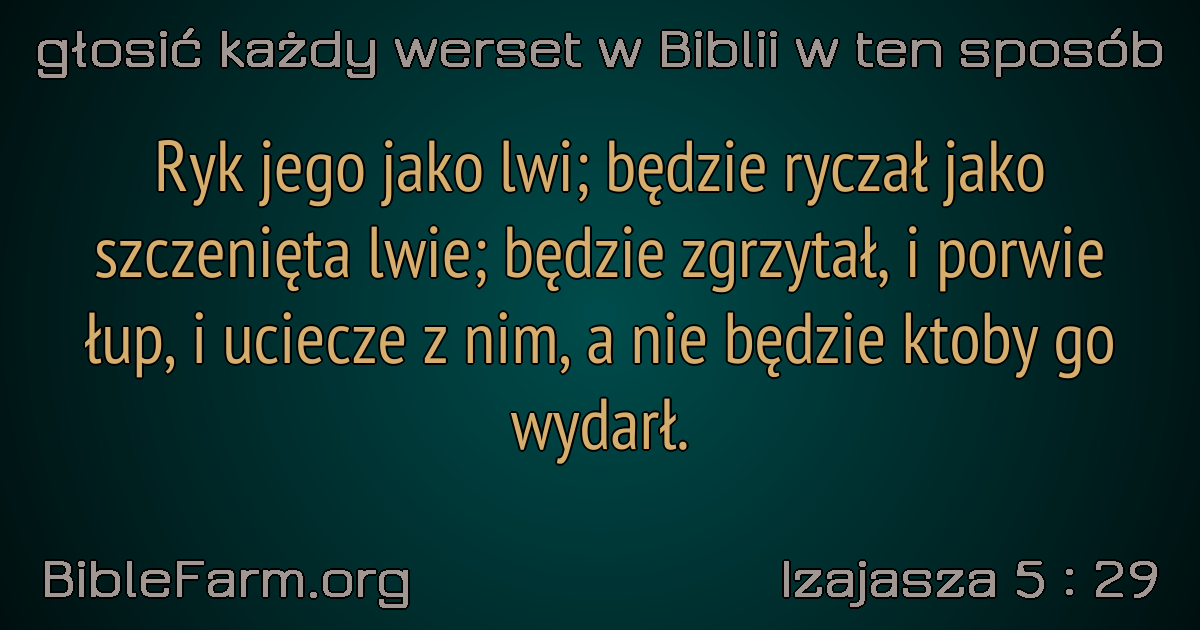 głosić każdy werset w Biblii w ten sposób
Ryk jego jako lwi; będzie ryczał jako
szczenięta lwie; będzie zgrzytał, i porwie
łup, i uciecze z nim, a nie będzie ktoby go
wydarł.
BibleFarm.org
Izajasza 5 : 29